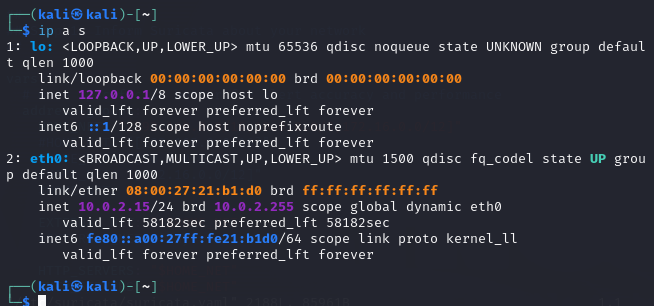 ┌──(kali㉿kali)-[~]
└─$ ip a s
1: lo: <LOOPBACK,UP,LOWER_UP> mtu 65536 qdisc noqueue state UNKNOWN group defaul
t qlen 1000
    link/loopback 00:00:00:00:00:00 brd 00:00:00:00:00:00
    inet 127.0.0.1/8 scope host lo
       valid_lft forever preferred_lft forever
    inet6 ::1/128 scope host noprefixroute
       valid_lft forever preferred_lft forever
2: eth0: <BROADCAST,MULTICAST,UP,LOWER_UP> mtu 1500 qdisc fq_codel state UP grou
p default qlen 1000
    link/ether 08:00:27:21:b1:d0 brd ff:ff:ff:ff:ff:ff
    inet 10.0.2.15/24 brd 10.0.2.255 scope global dynamic eth0
       valid_lft 58182sec preferred_lft 58182sec
    inet6 fe80::a00:27ff:fe21:b1d0/64 scope link proto kernel_ll
       valid_lft forever preferred_lft forever
┌──(kali㉿kali)-[~]
└─$